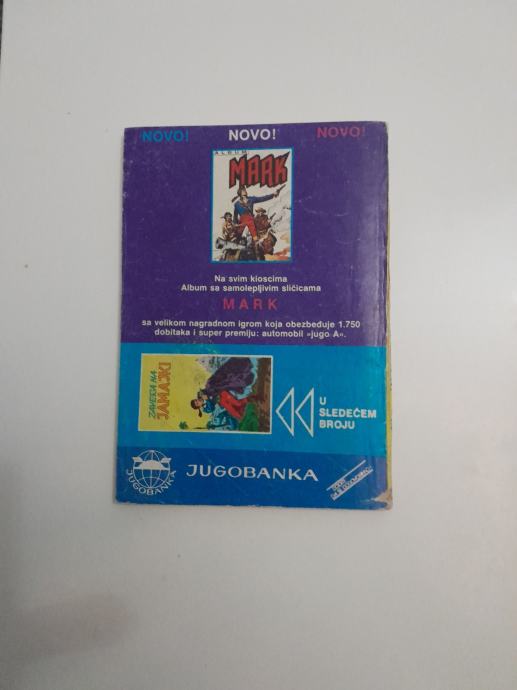 NOVO! NOVO! NOVO!
ALBUM
MARK
Na svim kioscima
Album sa samolepljivim sličicama
MARK
sa velikom nagradnom igrom koja obezbeđuje 1.750
dobitaka i super premiju: automobil »jugo A«.
ZAVERA NA
JAMAJKI
U
SLEDEĆEM
BROJU
JUGOBANKA
JUGOBANKA